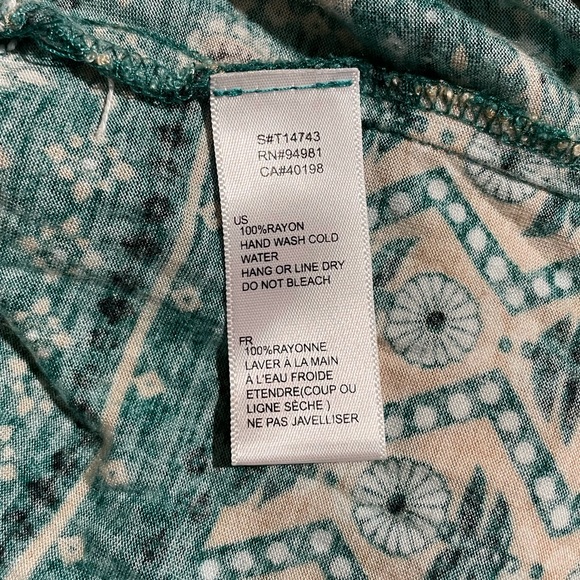 S#T14743
RN#94981
CA#40198
US
100%RAYON
HAND WASH COLD
WATER
HANG OR LINE DRY
DO NOT BLEACH
FR
100%RAYONNE
LAVER À LA MAIN
À L'EAU FROIDE
ETENDRE(COUP OU
LIGNE SÈCHE )
NE PAS JAVELLISER